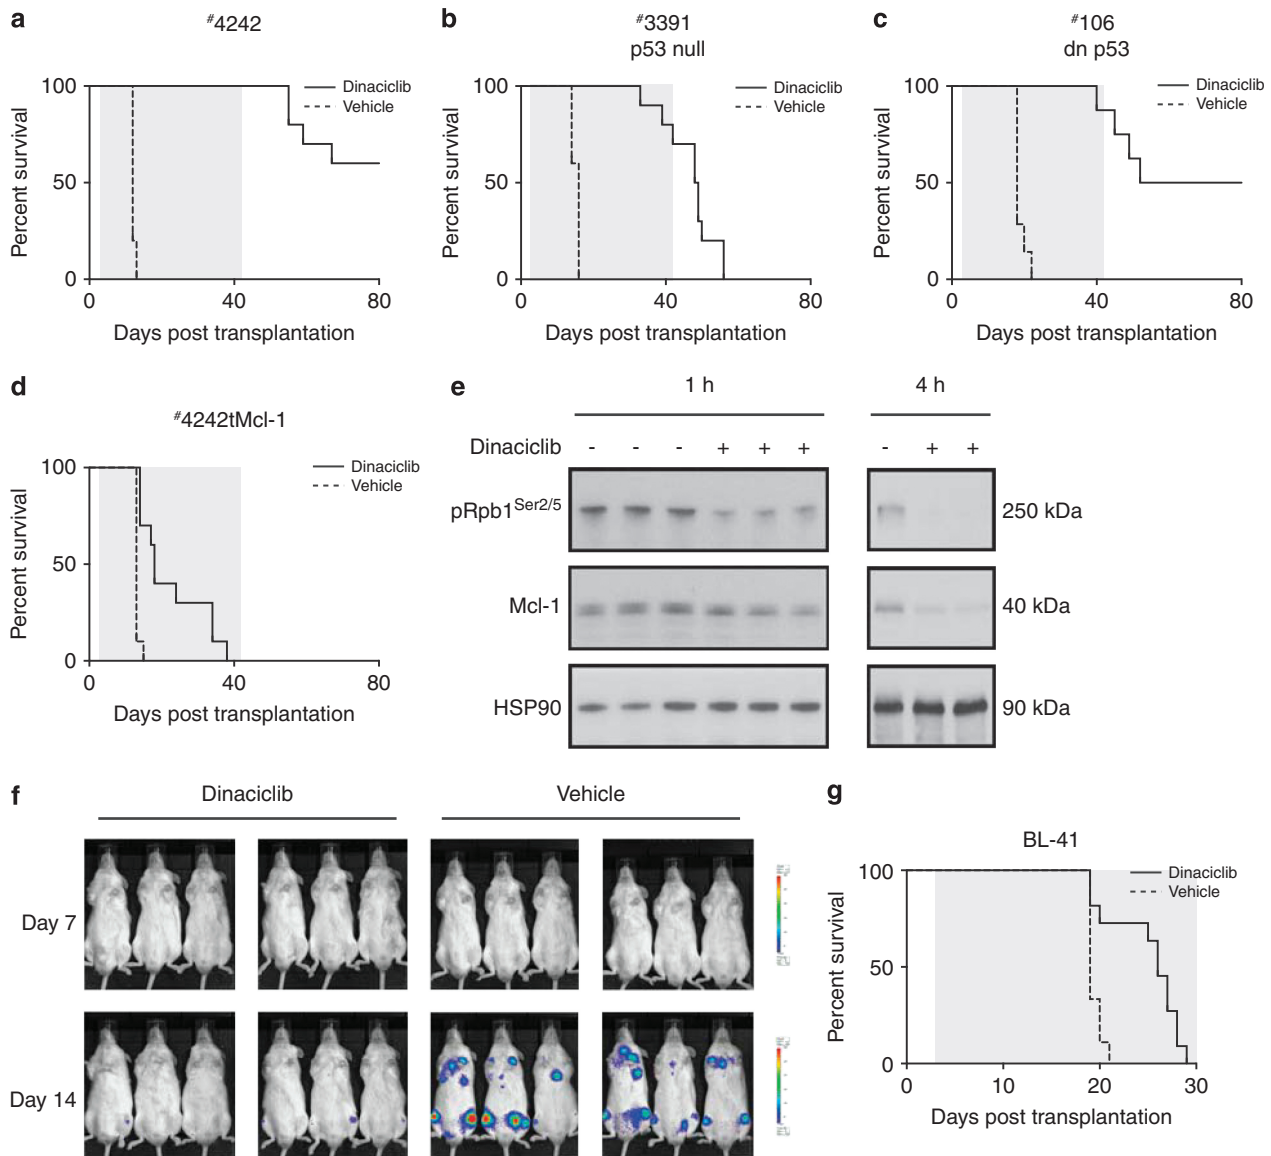 a
#4242
100
50
0
0 40 80
Percent survival
Days post transplantation
Dinaciclib
Vehicle
b
#3391
p53 null
100
50
0
0 40 80
Percent survival
Days post transplantation
Dinaciclib
Vehicle
c
#106
dn p53
100
50
0
0 40 80
Percent survival
Days post transplantation
Dinaciclib
Vehicle
d
#4242tMcl-1
100
50
0
0 40 80
Percent survival
Days post transplantation
Dinaciclib
Vehicle
e
1 h 4 h
Dinaciclib - - - + + + - + +
pRpb1Ser2/5 250 kDa
Mcl-1 40 kDa
HSP90 90 kDa
f
Dinaciclib Vehicle
Day 7
Day 14
g
BL-41
100
50
0
0 10 20 30
Percent survival
Days post transplantation
Dinaciclib
Vehicle